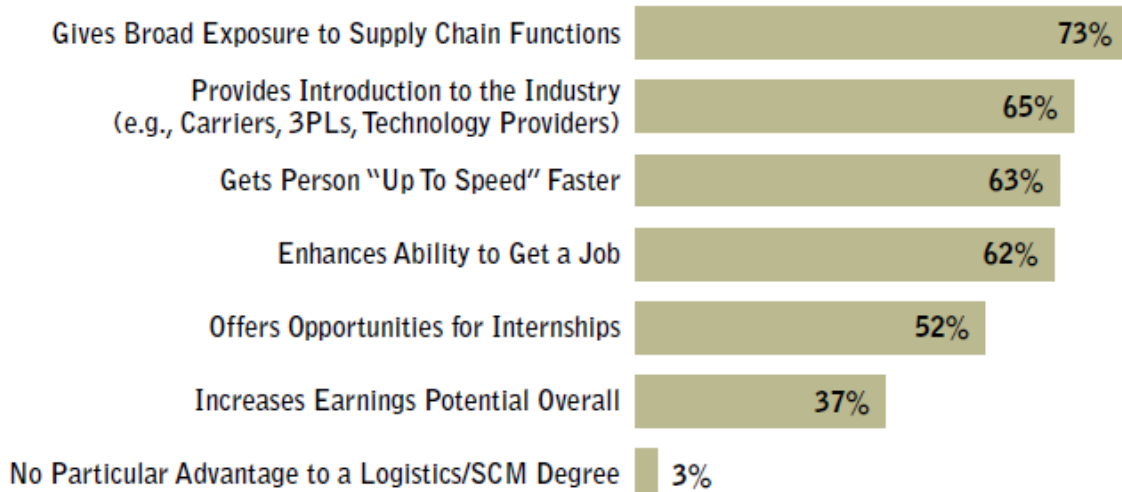 Gives Broad Exposure to Supply Chain Functions 73%
Provides Introduction to the Industry
(e.g., Carriers, 3PLs, Technology Providers) 65%
Gets Person “Up To Speed” Faster 63%
Enhances Ability to Get a Job 62%
Offers Opportunities for Internships 52%
Increases Earnings Potential Overall 37%
No Particular Advantage to a Logistics/SCM Degree 3%